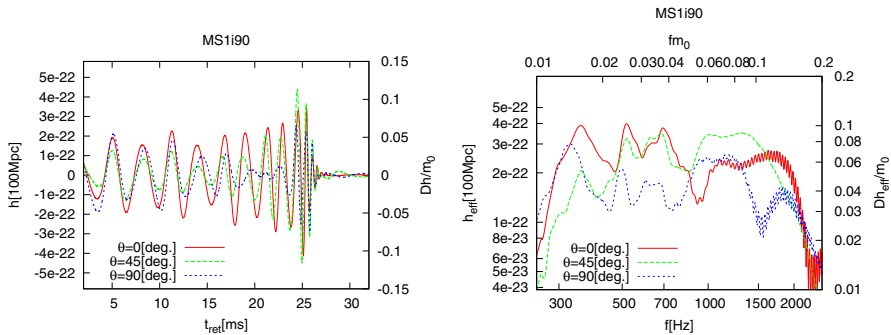 MS1i90
h[100Mpc]
5e-22
4e-22
3e-22
2e-22
1e-22
0
-1e-22
-2e-22
-3e-22
-4e-22
-5e-22
0.15
0.1
0.05
0
-0.05
-0.1
-0.15
Dh/m0
θ=0[deg.]
θ=45[deg.]
θ=90[deg.]
5 10 15 20 25 30
tret[ms]
MS1i90
fm0
0.01 0.02 0.03 0.04 0.06 0.08 0.1 0.2
heff[100Mpc]
5e-22
4e-22
3e-22
2e-22
1e-22
6e-23
5e-23
4e-23
0.2
0.1
0.08
0.06
0.04
0.03
0.02
0.01
Dheff/m0
θ=0[deg.]
θ=45[deg.]
θ=90[deg.]
300 500 700 1000 1500 2000
f[Hz]